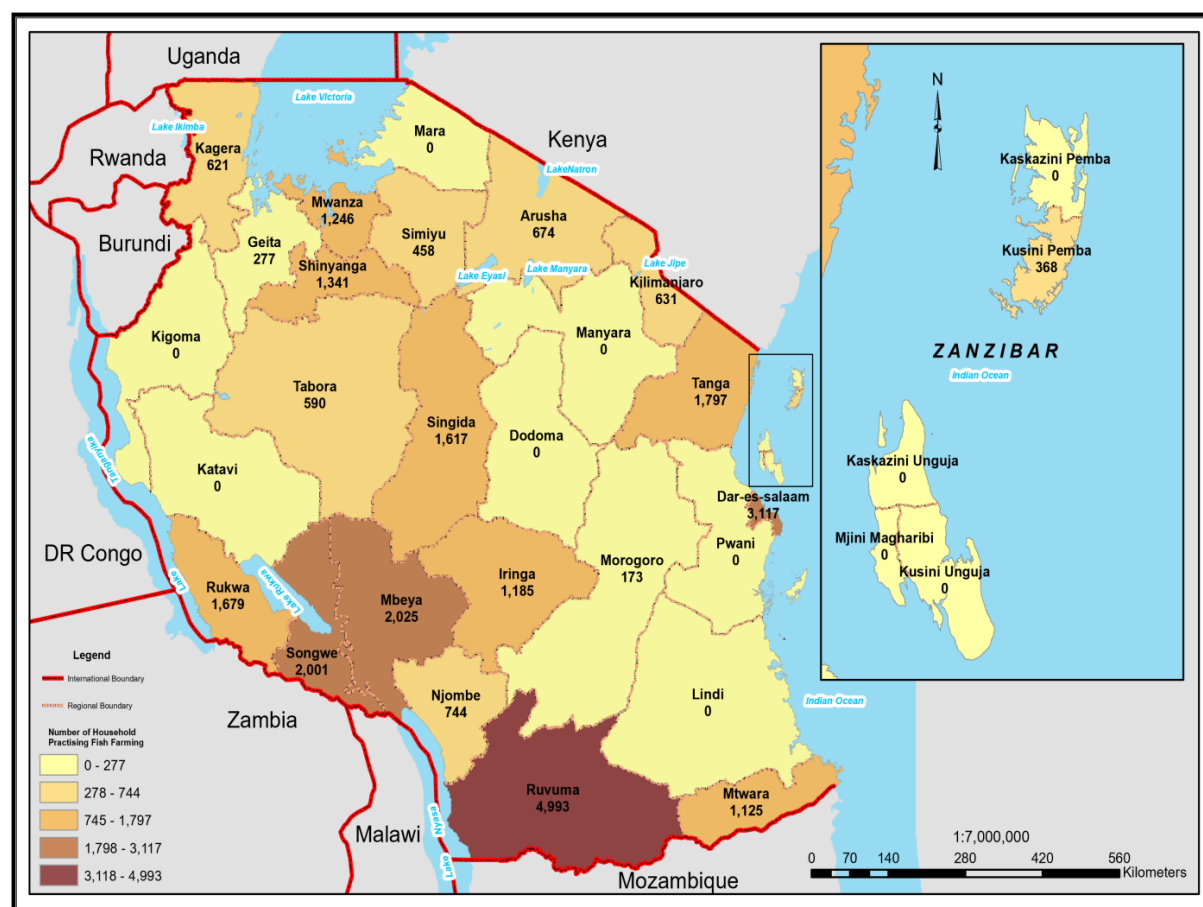 Uganda
Lake Victoria
Lake Ikimba
Kagera
621
Rwanda
Burundi
Mara
0
Kenya
LakeNatron
Mwanza
1,246
Geita
277
Simiyu
458
Arusha
674
Shinyanga
1,341
Lake Eyasi
Lake Manyara
Lake Jipe
Kilimanjaro
631
Kigoma
0
Manyara
0
Tabora
590
Singida
1,617
Tanga
1,797
Dodoma
0
Katavi
0
Lake Tanganyika
Dar-es-salaam
3,117
Pwani
0
DR Congo
Morogoro
173
Rukwa
1,679
Lake Rukwa
Mbeya
2,025
Iringa
1,185
Songwe
2,001
Njombe
744
Lindi
0
Indian Ocean
Zambia
Ruvuma
4,993
Mtwara
1,125
Malawi
Lake Nyasa
Mozambique
N
Kaskazini Pemba
0
Kusini Pemba
368
ZANZIBAR
Indian Ocean
Kaskazini Unguja
0
Mjini Magharibi
0
Kusini Unguja
0
Legend
International Boundary
Regional Boundary
Number of Household
Practising Fish Farming
0 - 277
278 - 744
745 - 1,797
1,798 - 3,117
3,118 - 4,993
1:7,000,000
0 70 140 280 420 560
Kilometers